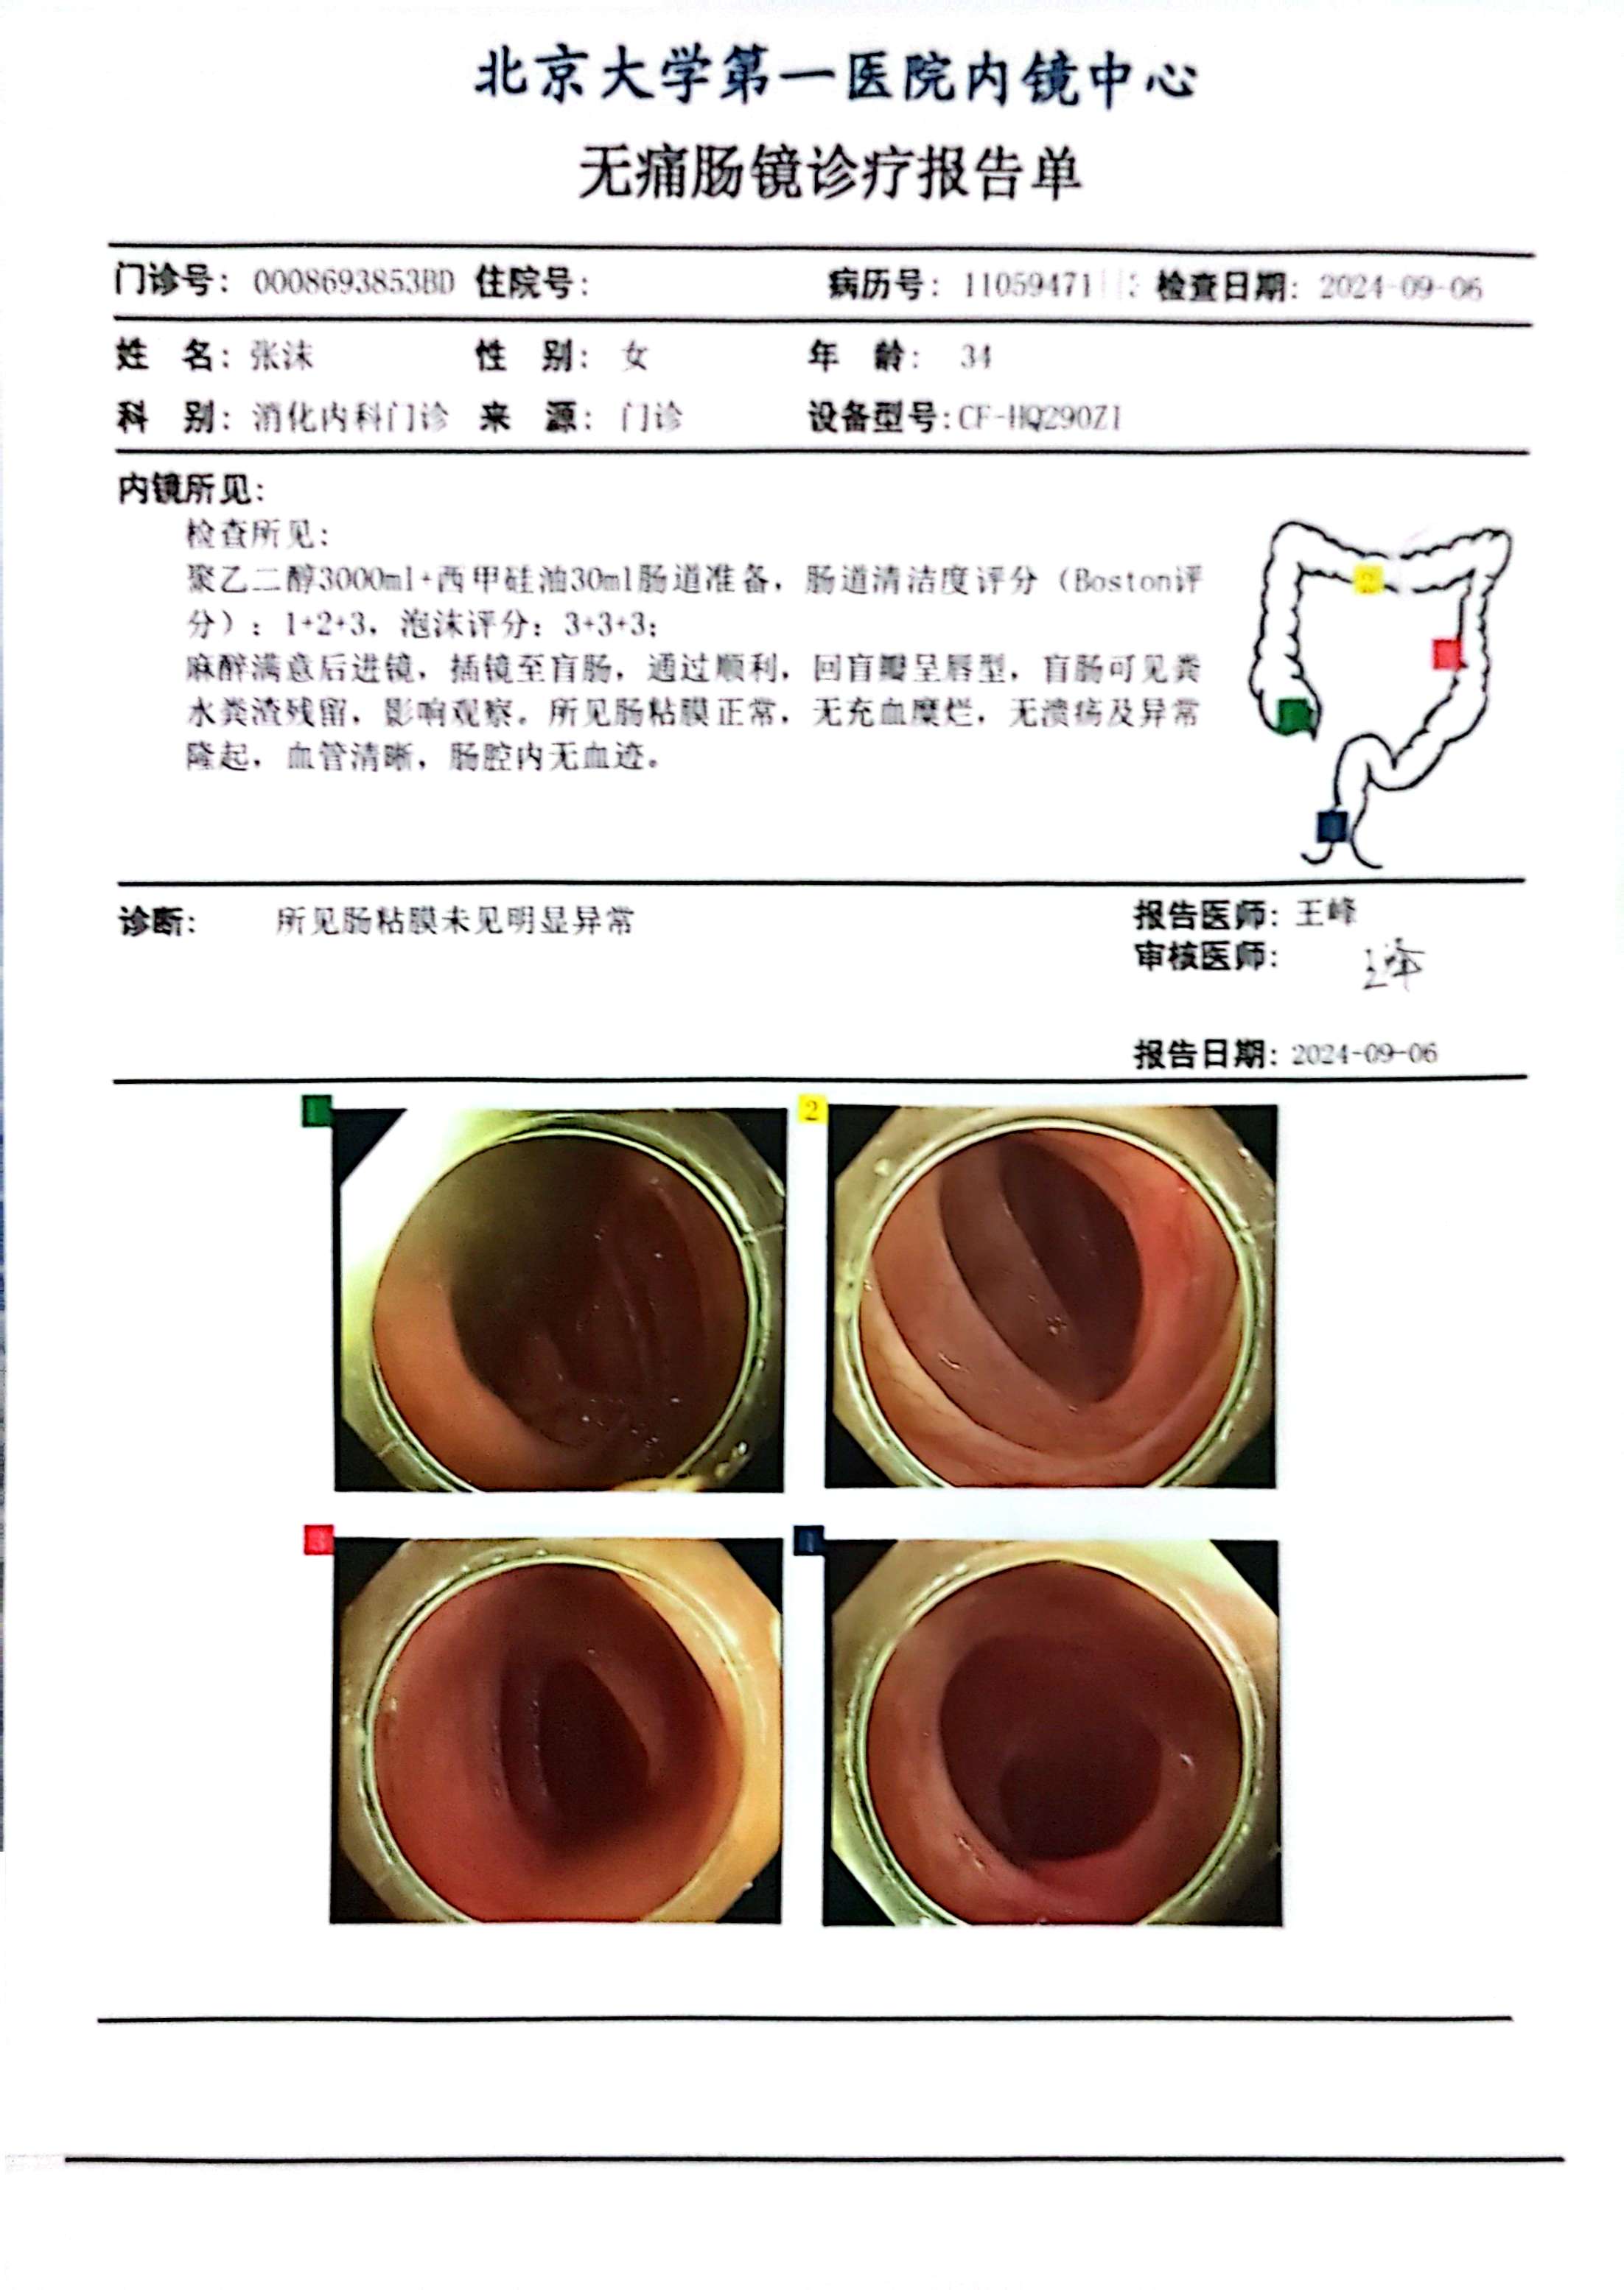 北京大学第一医院内镜中心
无痛肠镜诊疗报告单
门诊号: 0008693853BD 住院号: 病历号: 11059471 检查日期: 2024-09-06
姓 名: 张沫 性 别: 女 年 龄: 34
科 别: 消化内科门诊 来 源: 门诊 设备型号:CF-HQ290ZI
内镜所见:
检查所见:
聚乙二醇3000ml+西甲硅油30ml肠道准备，肠道清洁度评分（Boston评
分）: 1+2+3，泡沫评分: 3+3+3;
麻醉满意后进镜，插镜至盲肠，通过顺利，回盲瓣呈唇型，盲肠可见粪
水粪渣残留，影响观察。所见肠粘膜正常，无充血糜烂，无溃疡及异常
隆起，血管清晰，肠腔内无血迹。
2
诊断: 所见肠粘膜未见明显异常
报告医师: 王峰
审核医师: 王峰
报告日期: 2024-09-06
1 2
3